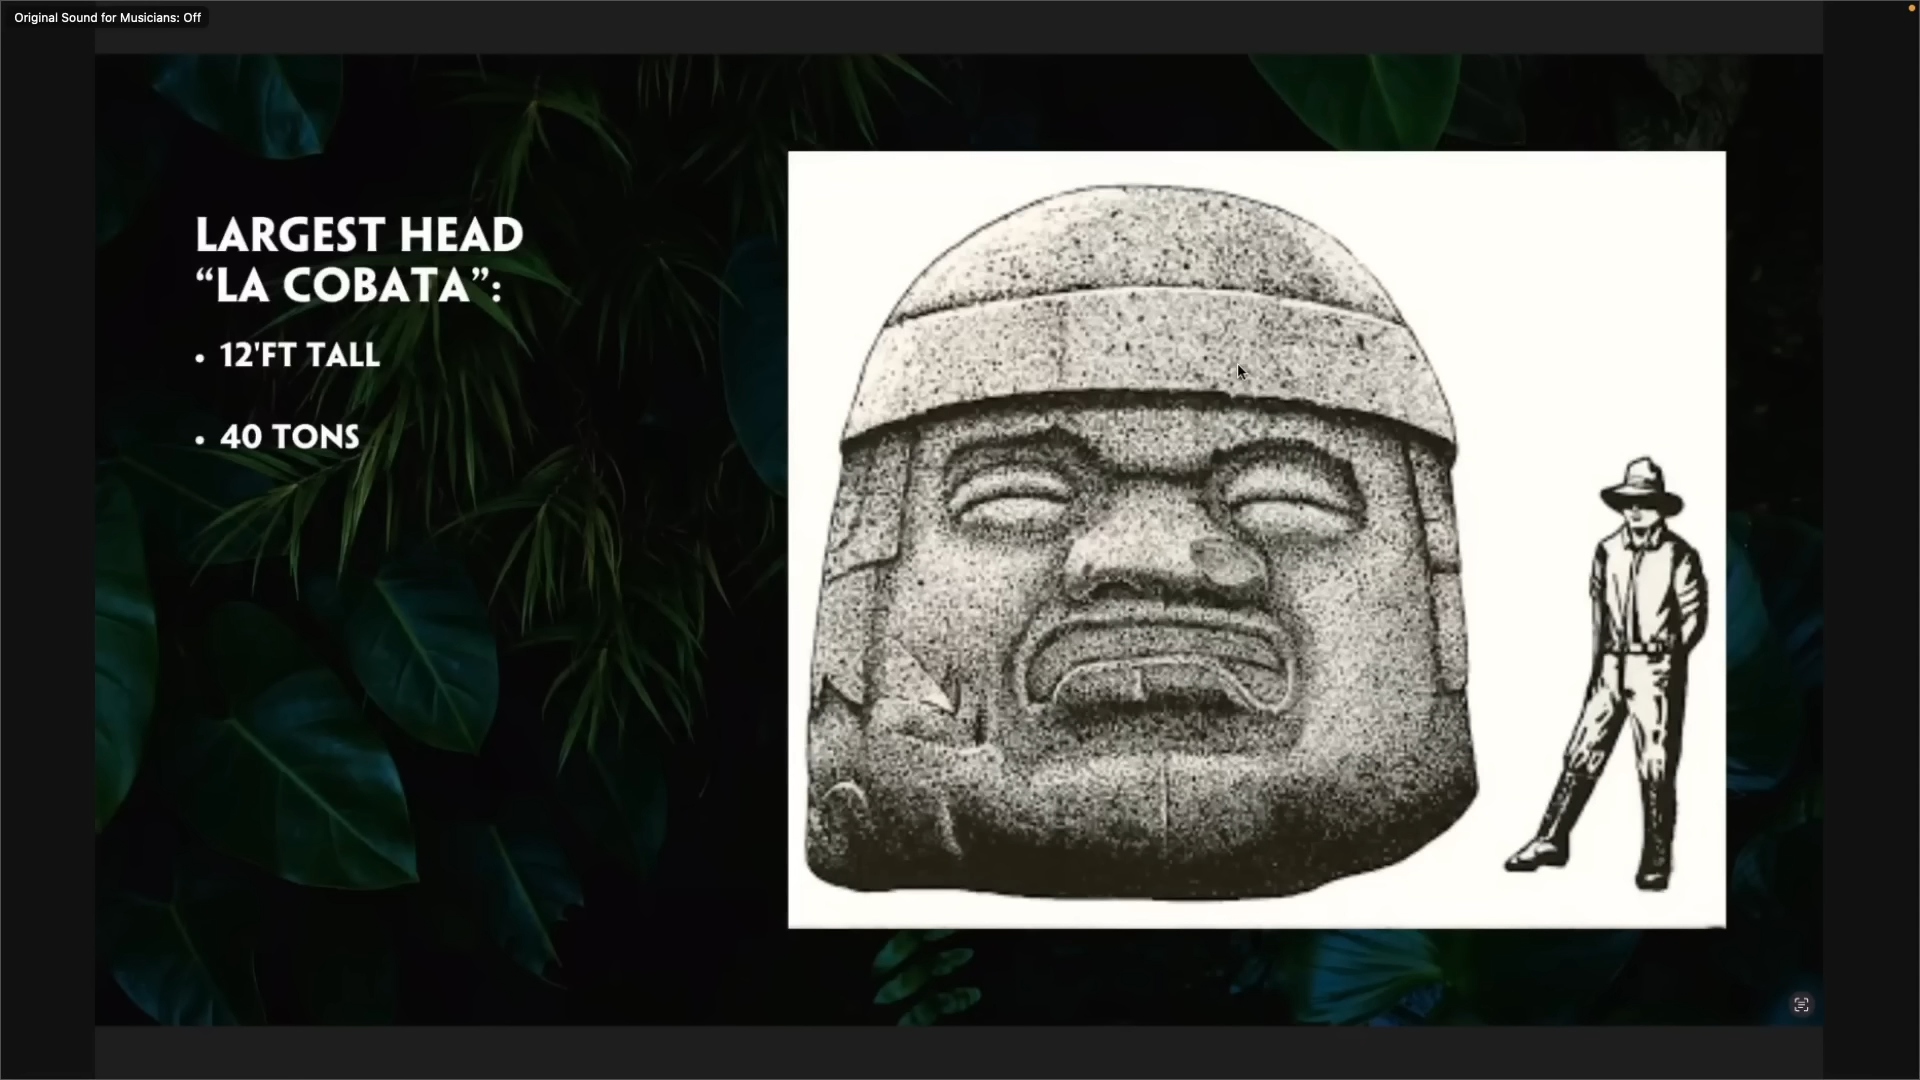 Original Sound for Musicians: Off
LARGEST HEAD
“LA COBATA”:
• 12'FT TALL
• 40 TONS